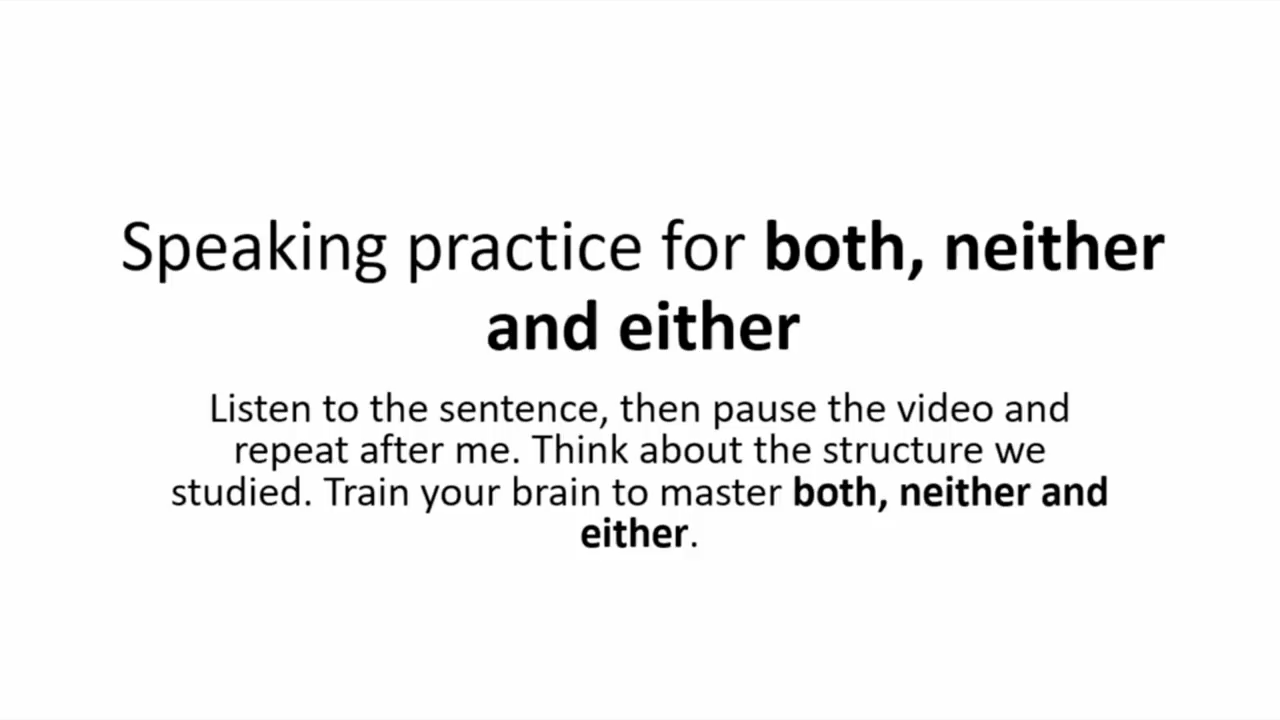 Speaking practice for both, neither
and either
Listen to the sentence, then pause the video and
repeat after me. Think about the structure we
studied. Train your brain to master both, neither and
either.